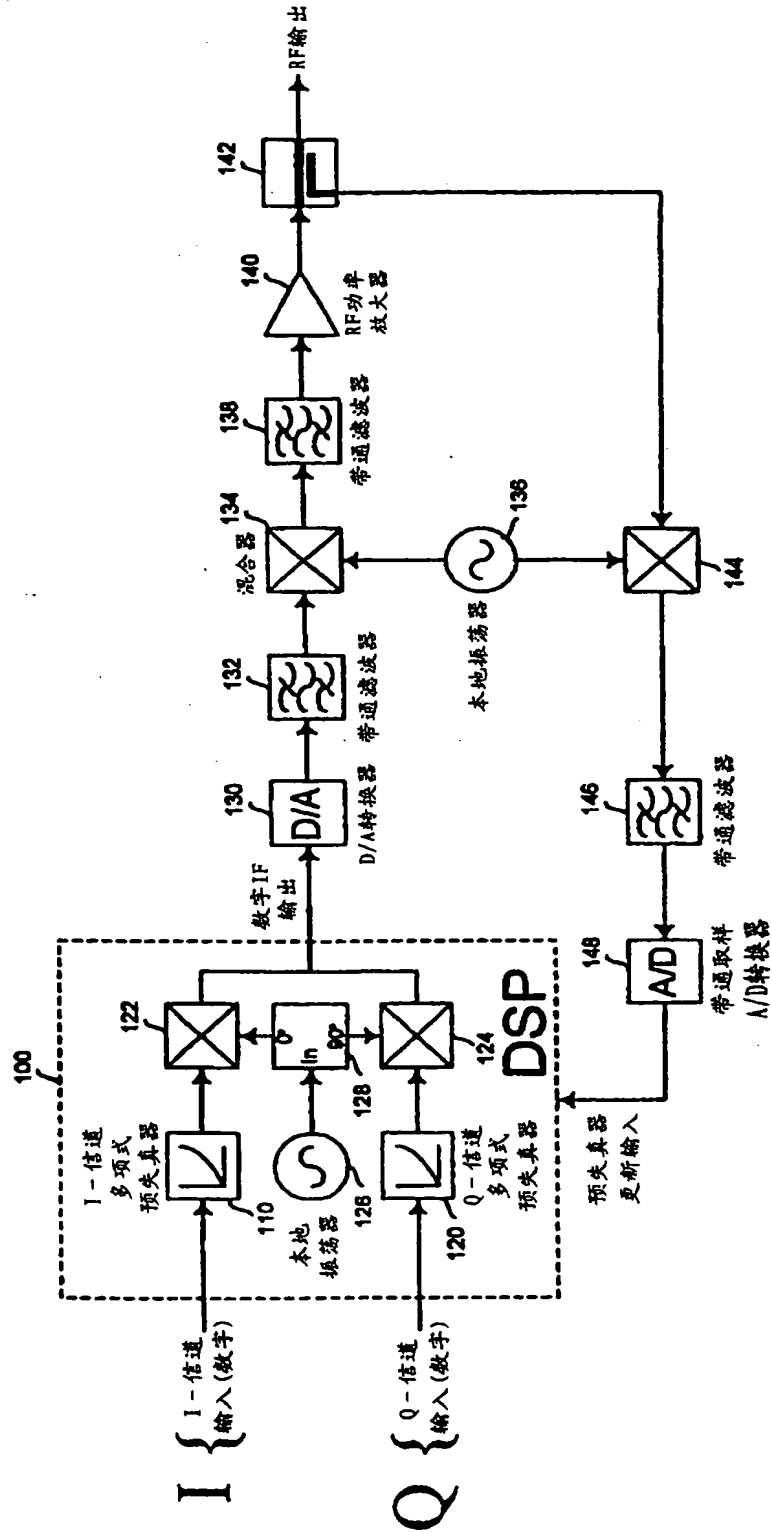 I
I-信道
输入(数字)
Q
Q-信道
输入(数字)
100
I-信道
多项式
预失真器
110
122
0°
In
90°
128
本地
振荡器
126
124
Q-信道
多项式
预失真器
120
DSP
数字IF
输出
130
D/A
D/A转换器
132
带通滤波器
134
混合器
136
本地振荡器
138
带通滤波器
140
RF功率
放大器
142
RF输出
144
146
带通滤波器
148
A/D
带通取样
A/D转换器
预失真器
更新输入